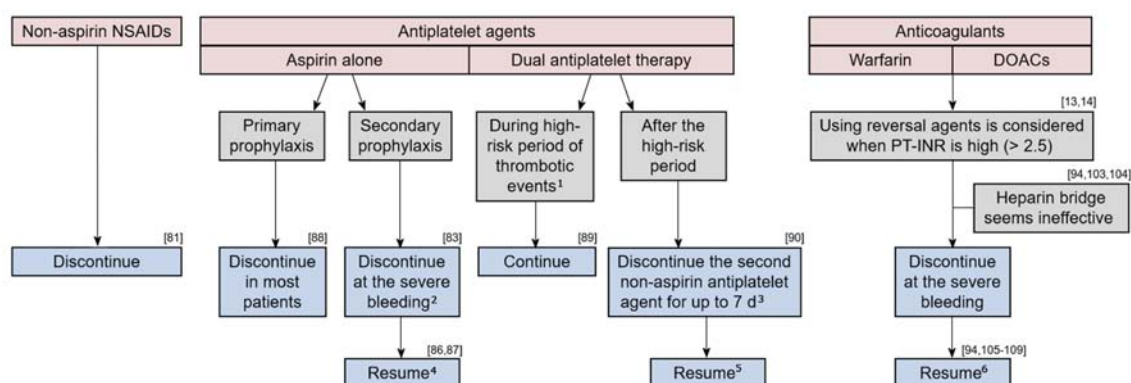 Non-aspirin NSAIDs
Antiplatelet agents
Aspirin alone
Dual antiplatelet therapy
Anticoagulants
Warfarin
DOACs
Primary
prophylaxis
Secondary
prophylaxis
During high-
risk period of
thrombotic
events¹
After the
the high-risk
period
[13,14]
Using reversal agents is considered
when PT-INR is high (> 2.5)
[94,103,104]
Heparin bridge
seems ineffective
[81]
Discontinue
[88]
Discontinue
in most
patients
[83]
Discontinue
at the severe
bleeding²
[89]
Continue
[90]
Discontinue the second
non-aspirin antiplatelet
agent for up to 7 d³
Discontinue
at the severe
bleeding
[86,87]
Resume⁴
Resume⁵
[94,105-109]
Resume⁶